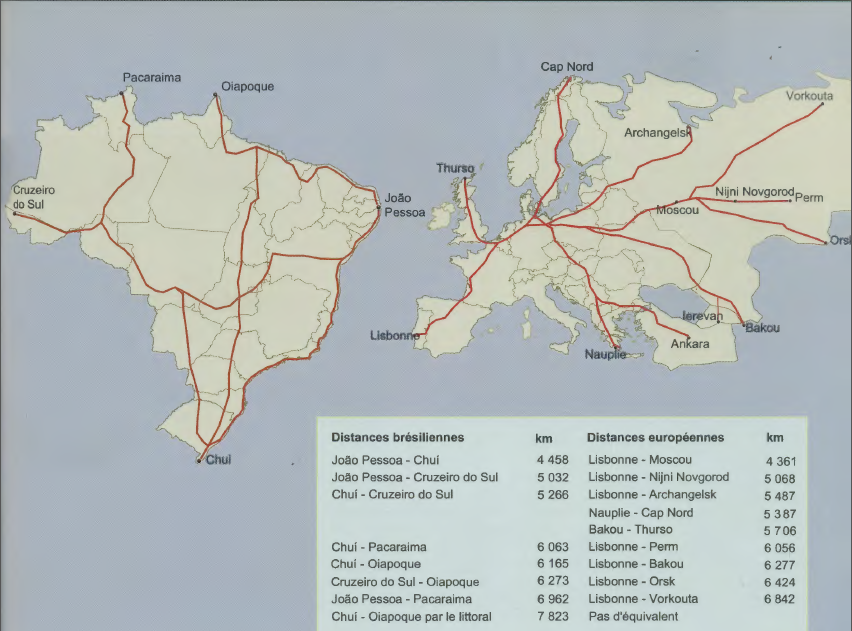 Pacaraima
Oiapoque
Cruzeiro
do Sul
João
Pessoa
Chuí
Cap Nord
Vorkouta
Archangelsk
Thurso
Nijni Novgorod
Perm
Moscou
Orsk
Lisbonne
Ierevan
Bakou
Nauplie
Ankara
Distances brésiliennes km Distances européennes km
João Pessoa - Chuí 4 458 Lisbonne - Moscou 4 361
João Pessoa - Cruzeiro do Sul 5 032 Lisbonne - Nijni Novgorod 5 068
Chuí - Cruzeiro do Sul 5 266 Lisbonne - Archangelsk 5 487
Nauplie - Cap Nord 5 387
Bakou - Thurso 5 706
Chuí - Pacaraima 6 063 Lisbonne - Perm 6 056
Chuí - Oiapoque 6 165 Lisbonne - Bakou 6 277
Cruzeiro do Sul - Oiapoque 6 273 Lisbonne - Orsk 6 424
João Pessoa - Pacaraima 6 962 Lisbonne - Vorkouta 6 842
Chuí - Oiapoque par le littoral 7 823 Pas d'équivalent